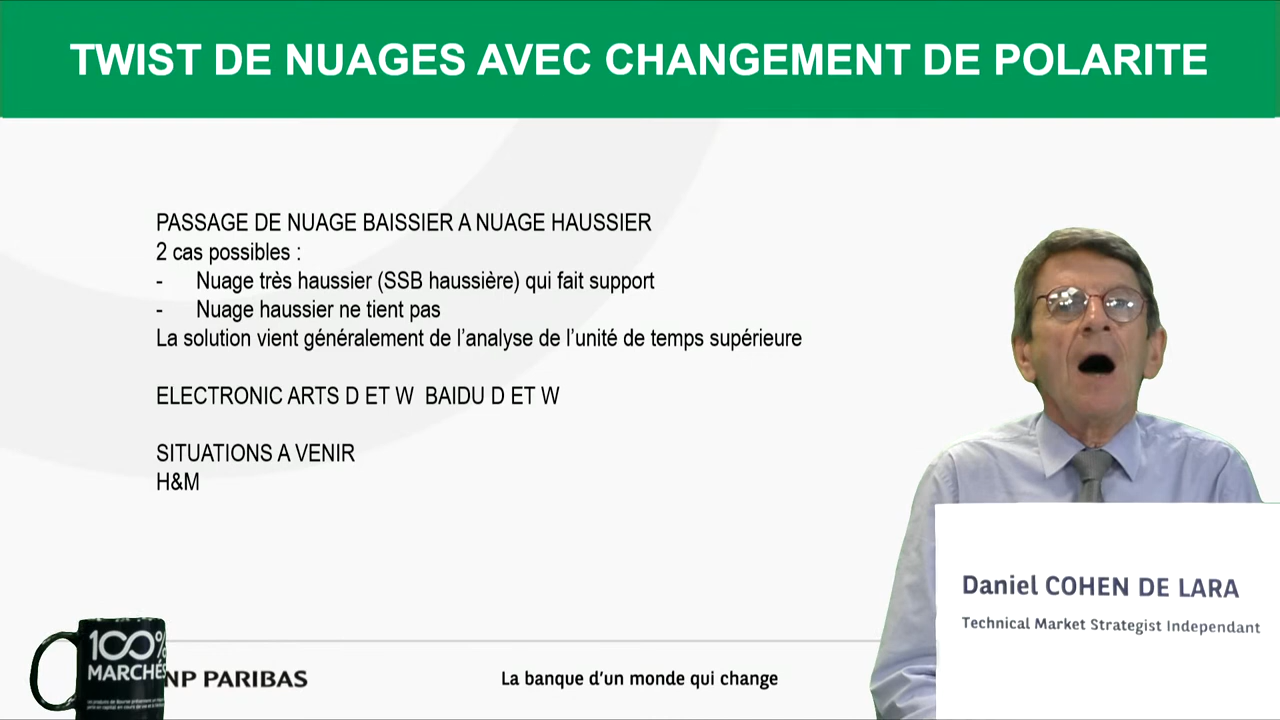 TWIST DE NUAGES AVEC CHANGEMENT DE POLARITE
PASSAGE DE NUAGE BAISSIER A NUAGE HAUSSIER
2 cas possibles :
- Nuage très haussier (SSB haussière) qui fait support
- Nuage haussier ne tient pas
La solution vient généralement de l'analyse de l'unité de temps supérieure
ELECTRONIC ARTS D ET W BAIDU D ET W
SITUATIONS A VENIR
H&M
Daniel COHEN DE LARA
Technical Market Strategist Independant
100%
MARCHÉS
NP PARIBAS
La banque d'un monde qui change